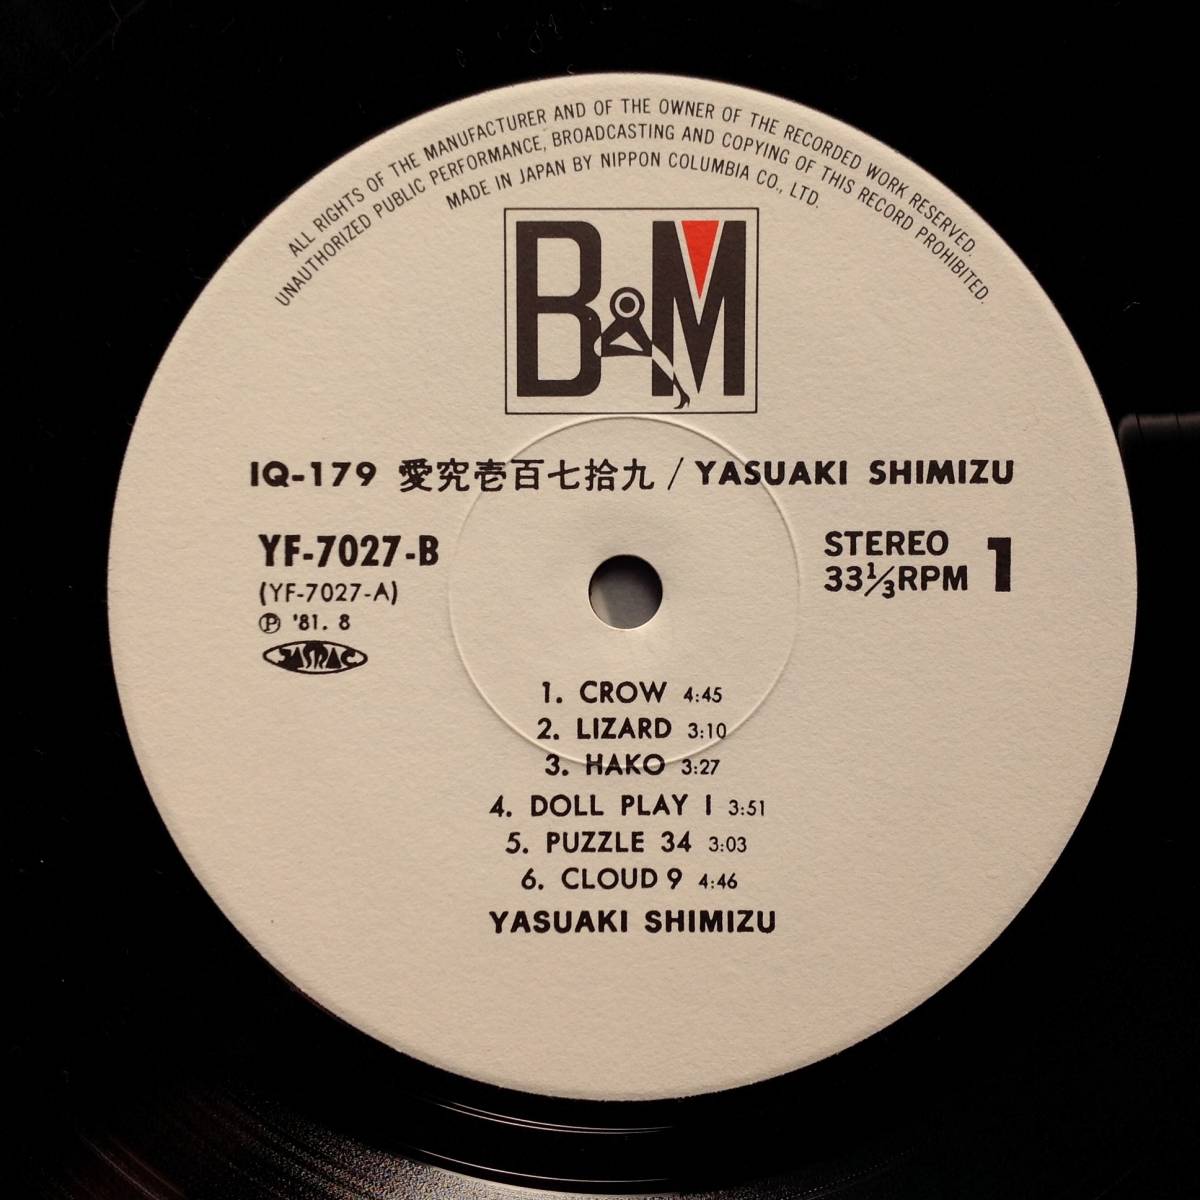 ALL RIGHTS OF THE MANUFACTURER AND OF THE OWNER OF THE RECORDED WORK RESERVED.
UNAUTHORIZED PUBLIC PERFORMANCE, BROADCASTING AND COPYING OF THIS RECORD PROHIBITED.
MADE IN JAPAN BY NIPPON COLUMBIA CO., LTD.
B&M
IQ-179 愛究壱百七拾九 / YASUAKI SHIMIZU
YF-7027-B
(YF-7027-A)
Ⓟ '81. 8
JASRAC
STEREO
33⅓RPM 1
1. CROW 4:45
2. LIZARD 3:10
3. HAKO 3:27
4. DOLL PLAY I 3:51
5. PUZZLE 34 3:03
6. CLOUD 9 4:46
YASUAKI SHIMIZU